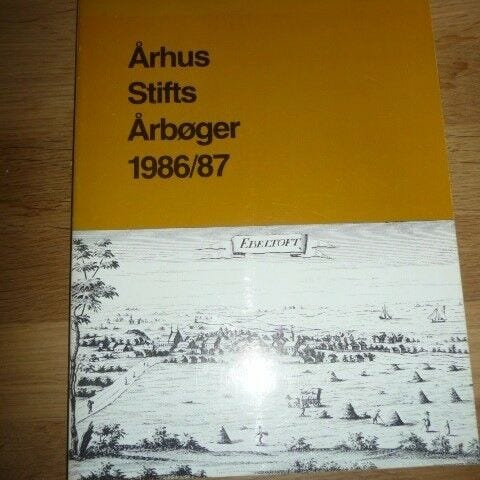 Århus
Stifts
Årbøger
1986/87
EBELTOFT